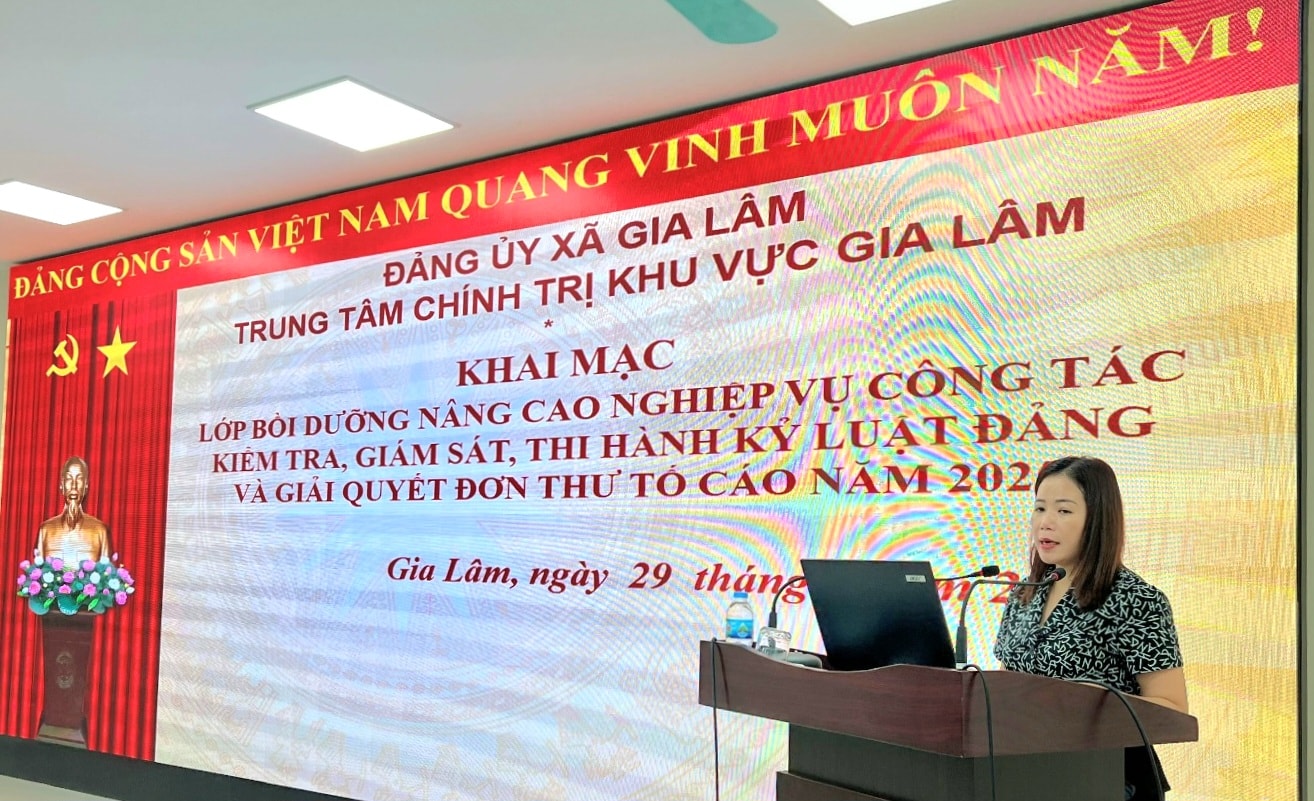 ĐẢNG CỘNG SẢN VIỆT NAM QUANG VINH MUÔN NĂM!
ĐẢNG ỦY XÃ GIA LÂM
TRUNG TÂM CHÍNH TRỊ KHU VỰC GIA LÂM
*
KHAI MẠC
LỚP BỒI DƯỠNG NÂNG CAO NGHIỆP VỤ CÔNG TÁC
KIỂM TRA, GIÁM SÁT, THI HÀNH KỶ LUẬT ĐẢNG
VÀ GIẢI QUYẾT ĐƠN THƯ TỐ CÁO NĂM
Gia Lâm, ngày 29 tháng